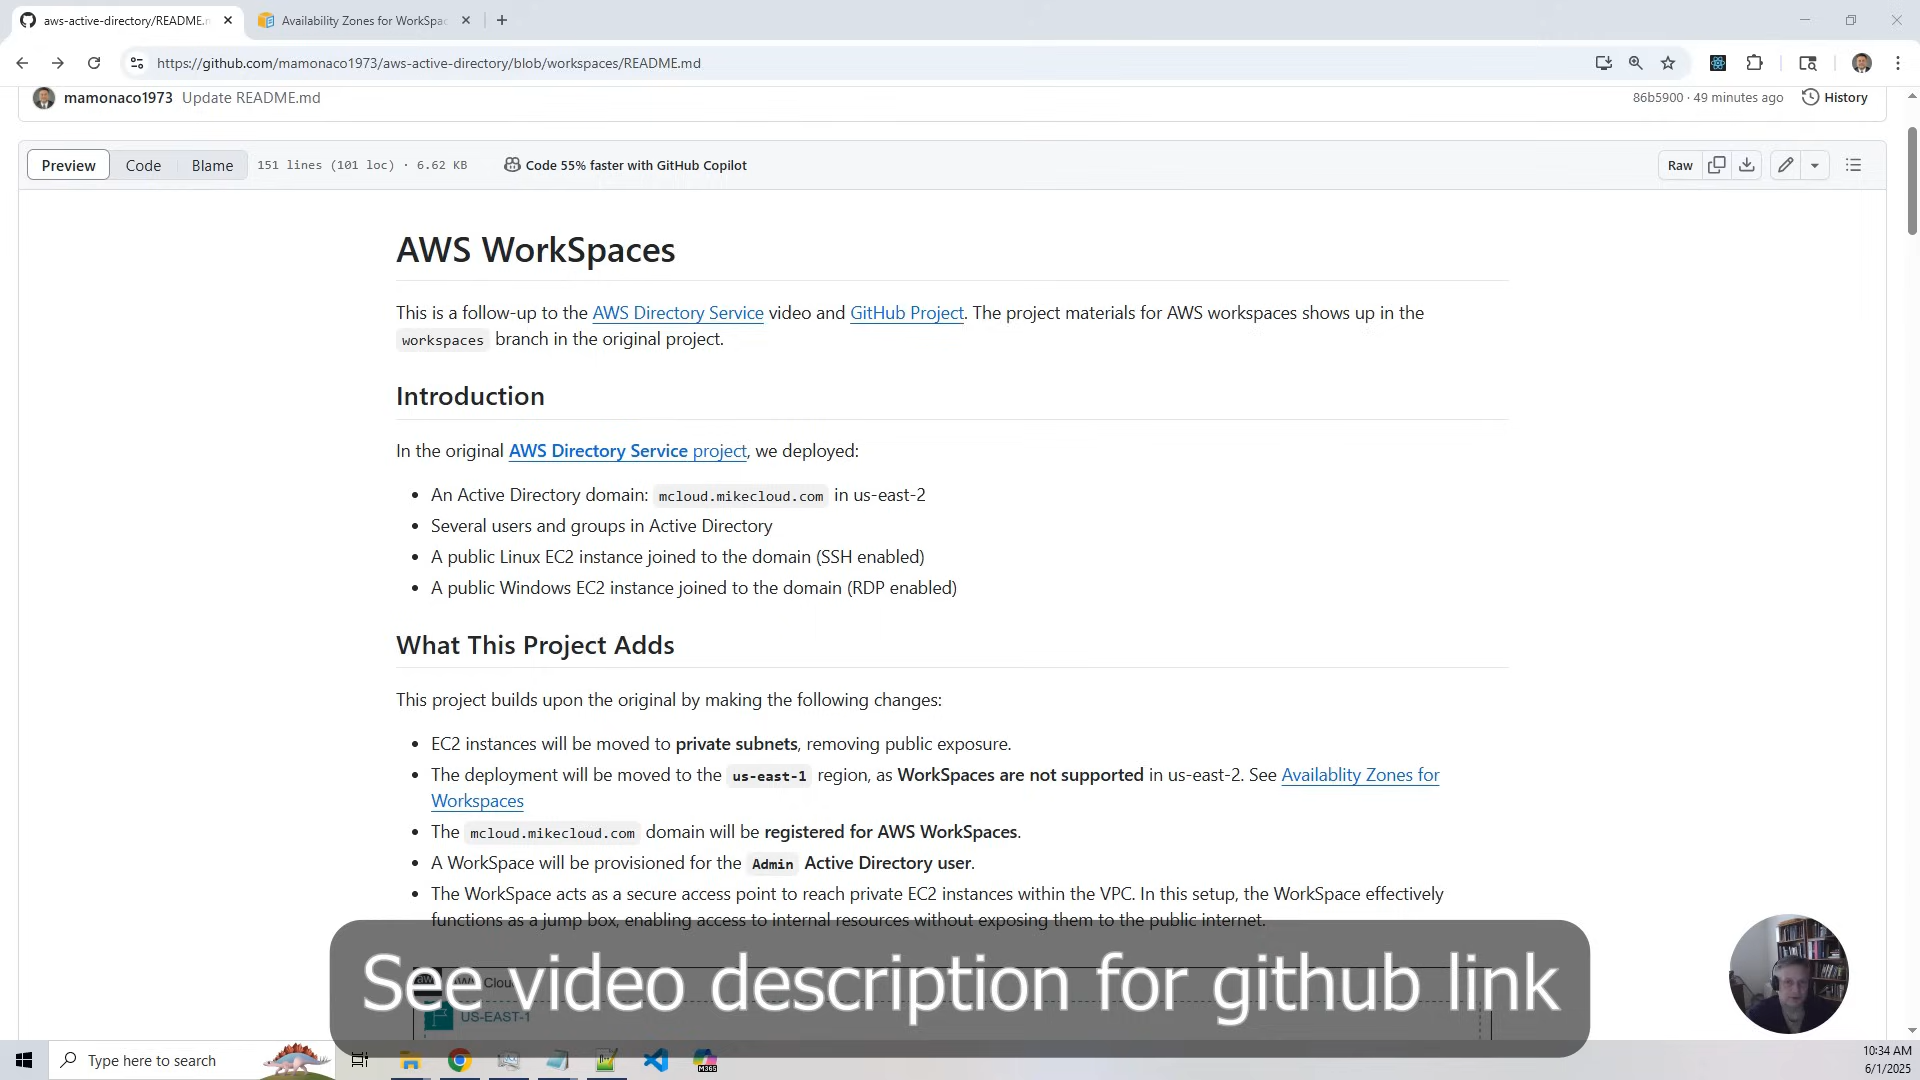 aws-active-directory/README.m
Availability Zones for WorkSpac
https://github.com/mamonaco1973/aws-active-directory/blob/workspaces/README.md
mamonaco1973 Update README.md
86b5900 · 49 minutes ago
History
Preview
Code
Blame
151 lines (101 loc) · 6.62 KB
Code 55% faster with GitHub Copilot
Raw
AWS WorkSpaces
This is a follow-up to the AWS Directory Service video and GitHub Project. The project materials for AWS workspaces shows up in the
workspaces branch in the original project.
Introduction
In the original AWS Directory Service project, we deployed:
• An Active Directory domain: mcloud.mikecloud.com in us-east-2
• Several users and groups in Active Directory
• A public Linux EC2 instance joined to the domain (SSH enabled)
• A public Windows EC2 instance joined to the domain (RDP enabled)
What This Project Adds
This project builds upon the original by making the following changes:
• EC2 instances will be moved to private subnets, removing public exposure.
• The deployment will be moved to the us-east-1 region, as WorkSpaces are not supported in us-east-2. See Availablity Zones for
Workspaces
• The mcloud.mikecloud.com domain will be registered for AWS WorkSpaces.
• A WorkSpace will be provisioned for the Admin Active Directory user.
• The WorkSpace acts as a secure access point to reach private EC2 instances within the VPC. In this setup, the WorkSpace effectively
functions as a jump box, enabling access to internal resources without exposing them to the public internet.
See video description for github link
US-EAST-1
Type here to search
M365
10:34 AM
6/1/2025